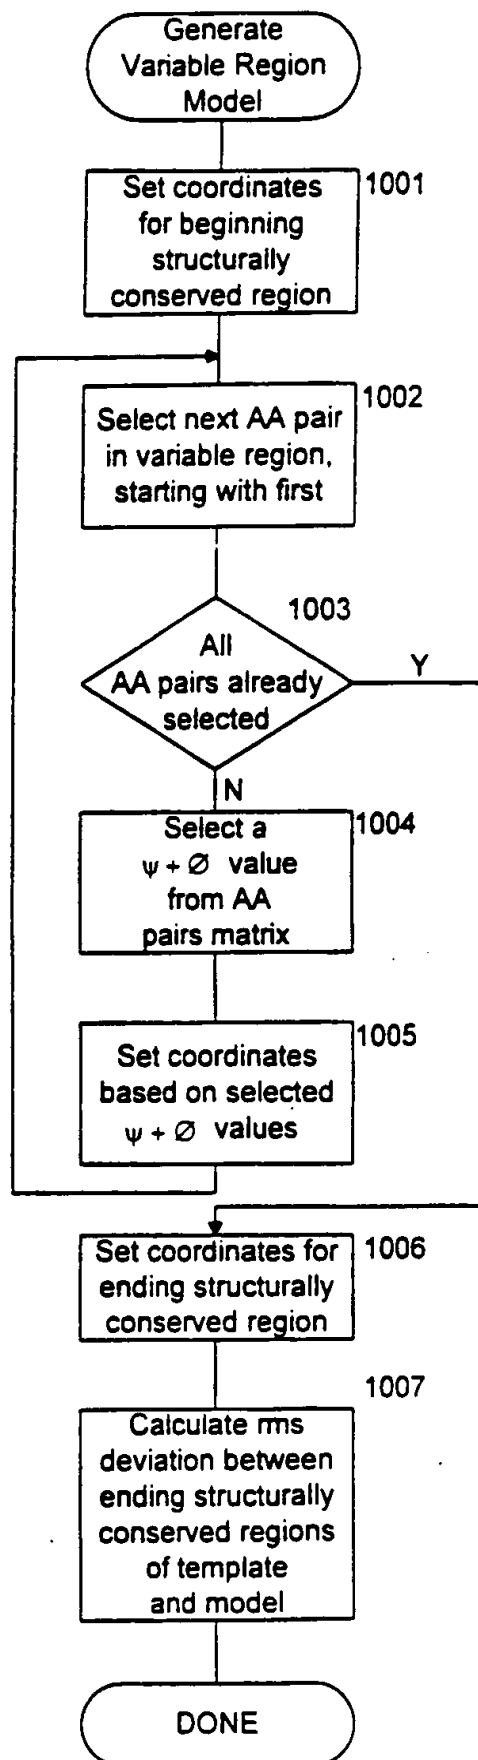 Generate
Variable Region
Model
1001
Set coordinates
for beginning
structurally
conserved region
1002
Select next AA pair
in variable region,
starting with first
1003
All
AA pairs already
selected
Y
N
1004
Select a
ψ + Ø value
from AA
pairs matrix
1005
Set coordinates
based on selected
ψ + Ø values
1006
Set coordinates for
ending structurally
conserved region
1007
Calculate rms
deviation between
ending structurally
conserved regions
of template
and model
DONE